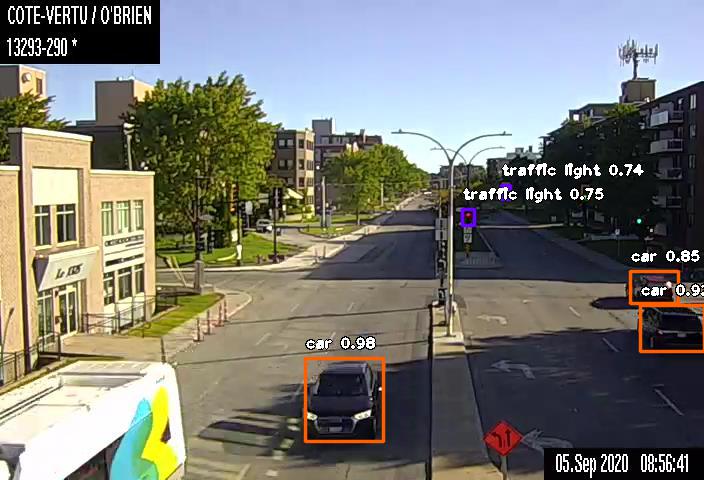 COTE-VERTU / O'BRIEN
13293-290 *
traffic light 0.74
traffic light 0.75
car 0.85
car 0.9
car 0.98
05.Sep 2020 08:56:41